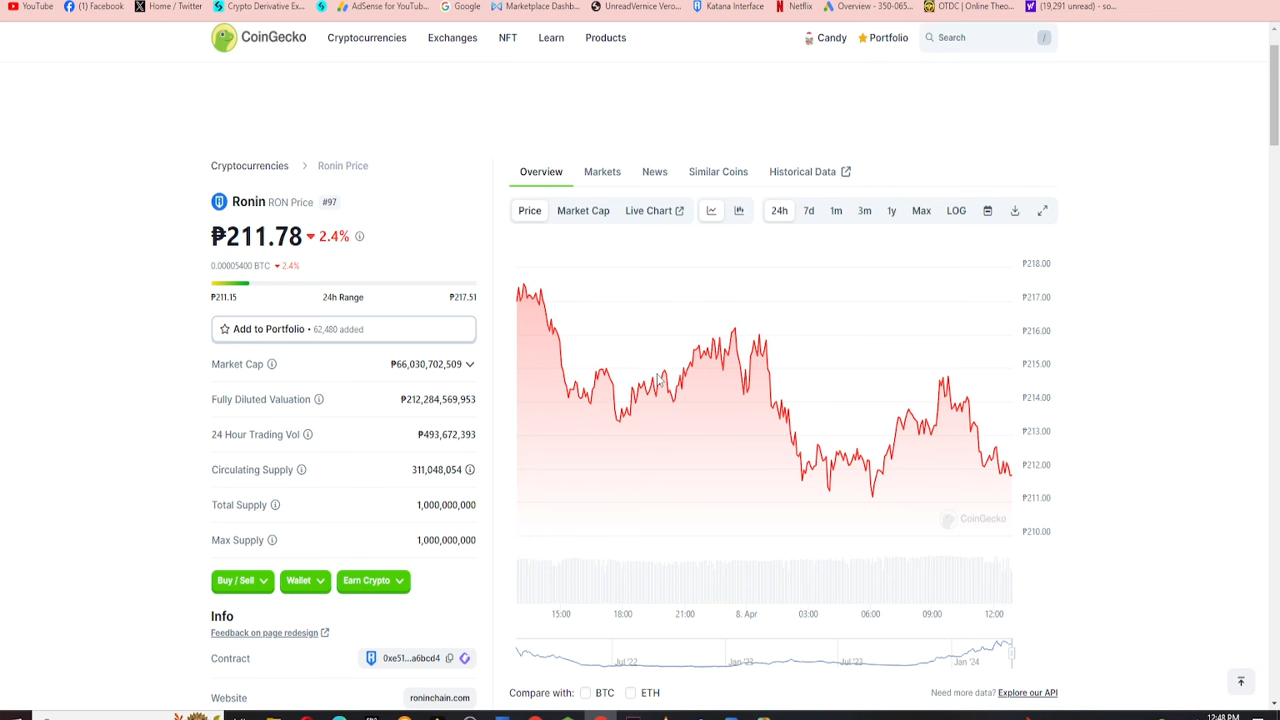 YouTube (1) Facebook Home / Twitter Crypto Derivative Ex... AdSense for YouTub... Google Marketplace Dashb... UnreadVernice Vero... Katana Interface Netflix Overview - 350-065... OTDC | Online Theo... (19,291 unread) - so...
CoinGecko Cryptocurrencies Exchanges NFT Learn Products Candy Portfolio Search /
Cryptocurrencies > Ronin Price
Overview Markets News Similar Coins Historical Data
Ronin RON Price #97
Price Market Cap Live Chart 24h 7d 1m 3m 1y Max LOG
₱211.78 2.4%
0.00005400 BTC 2.4%
₱211.15 24h Range ₱217.51
Add to Portfolio • 62,480 added
Market Cap ₱66,030,702,509
Fully Diluted Valuation ₱212,284,569,953
24 Hour Trading Vol ₱493,672,393
Circulating Supply 311,048,054
Total Supply 1,000,000,000
Max Supply 1,000,000,000
Buy / Sell Wallet Earn Crypto
Info
Feedback on page redesign
Contract 0xe51...a6bcd4
Website roninchain.com
₱218.00
₱217.00
₱216.00
₱215.00
₱214.00
₱213.00
₱212.00
₱211.00
CoinGecko
₱210.00
15:00 18:00 21:00 8. Apr 03:00 06:00 09:00 12:00
Jul '22 Jan '23 Jul '23 Jan '24
Compare with: BTC ETH Need more data? Explore our API
12:48 PM